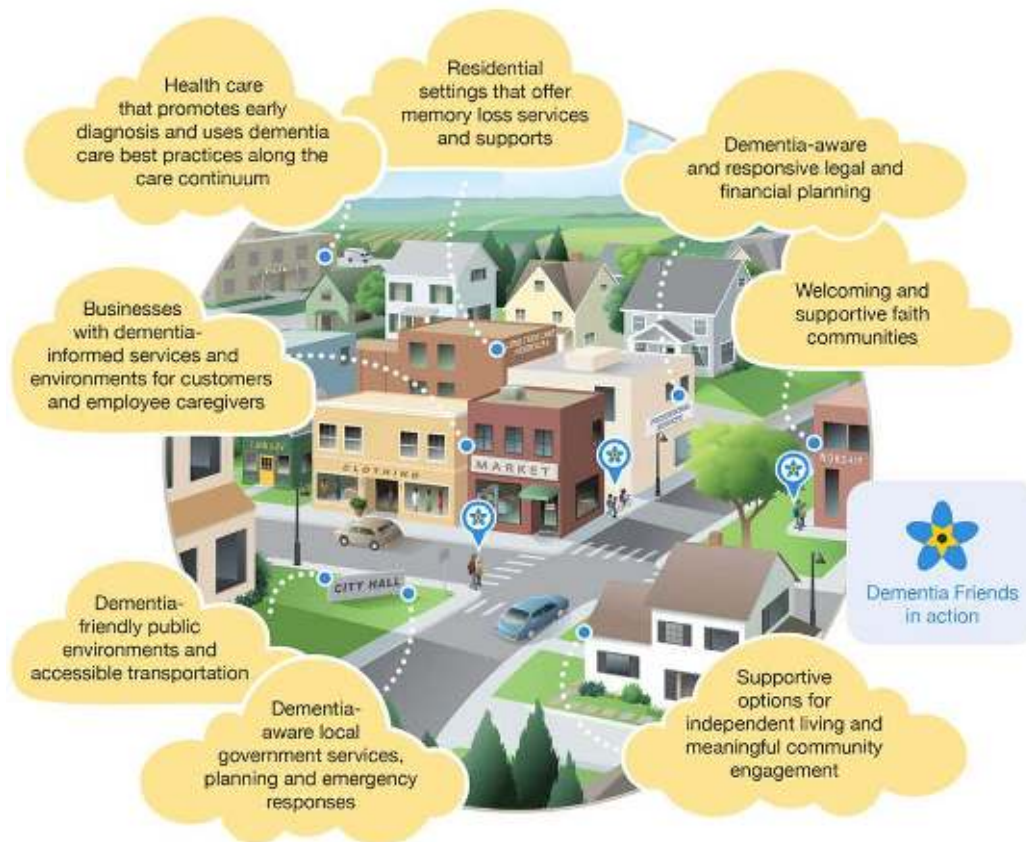 Health care
that promotes early
diagnosis and uses dementia
care best practices along the
care continuum
Residential
settings that offer
memory loss services
and supports
Dementia-aware
and responsive legal and
financial planning
Welcoming and
supportive faith
communities
Businesses
with dementia-
informed services and
environments for customers
and employee caregivers
LIBRARY
CLOTHING
MARKET
WORSHIP
CITY HALL
Dementia Friends
in action
Dementia-
friendly public
environments and
accessible transportation
Dementia-
aware local
government services,
planning and emergency
responses
Supportive
options for
independent living and
meaningful community
engagement